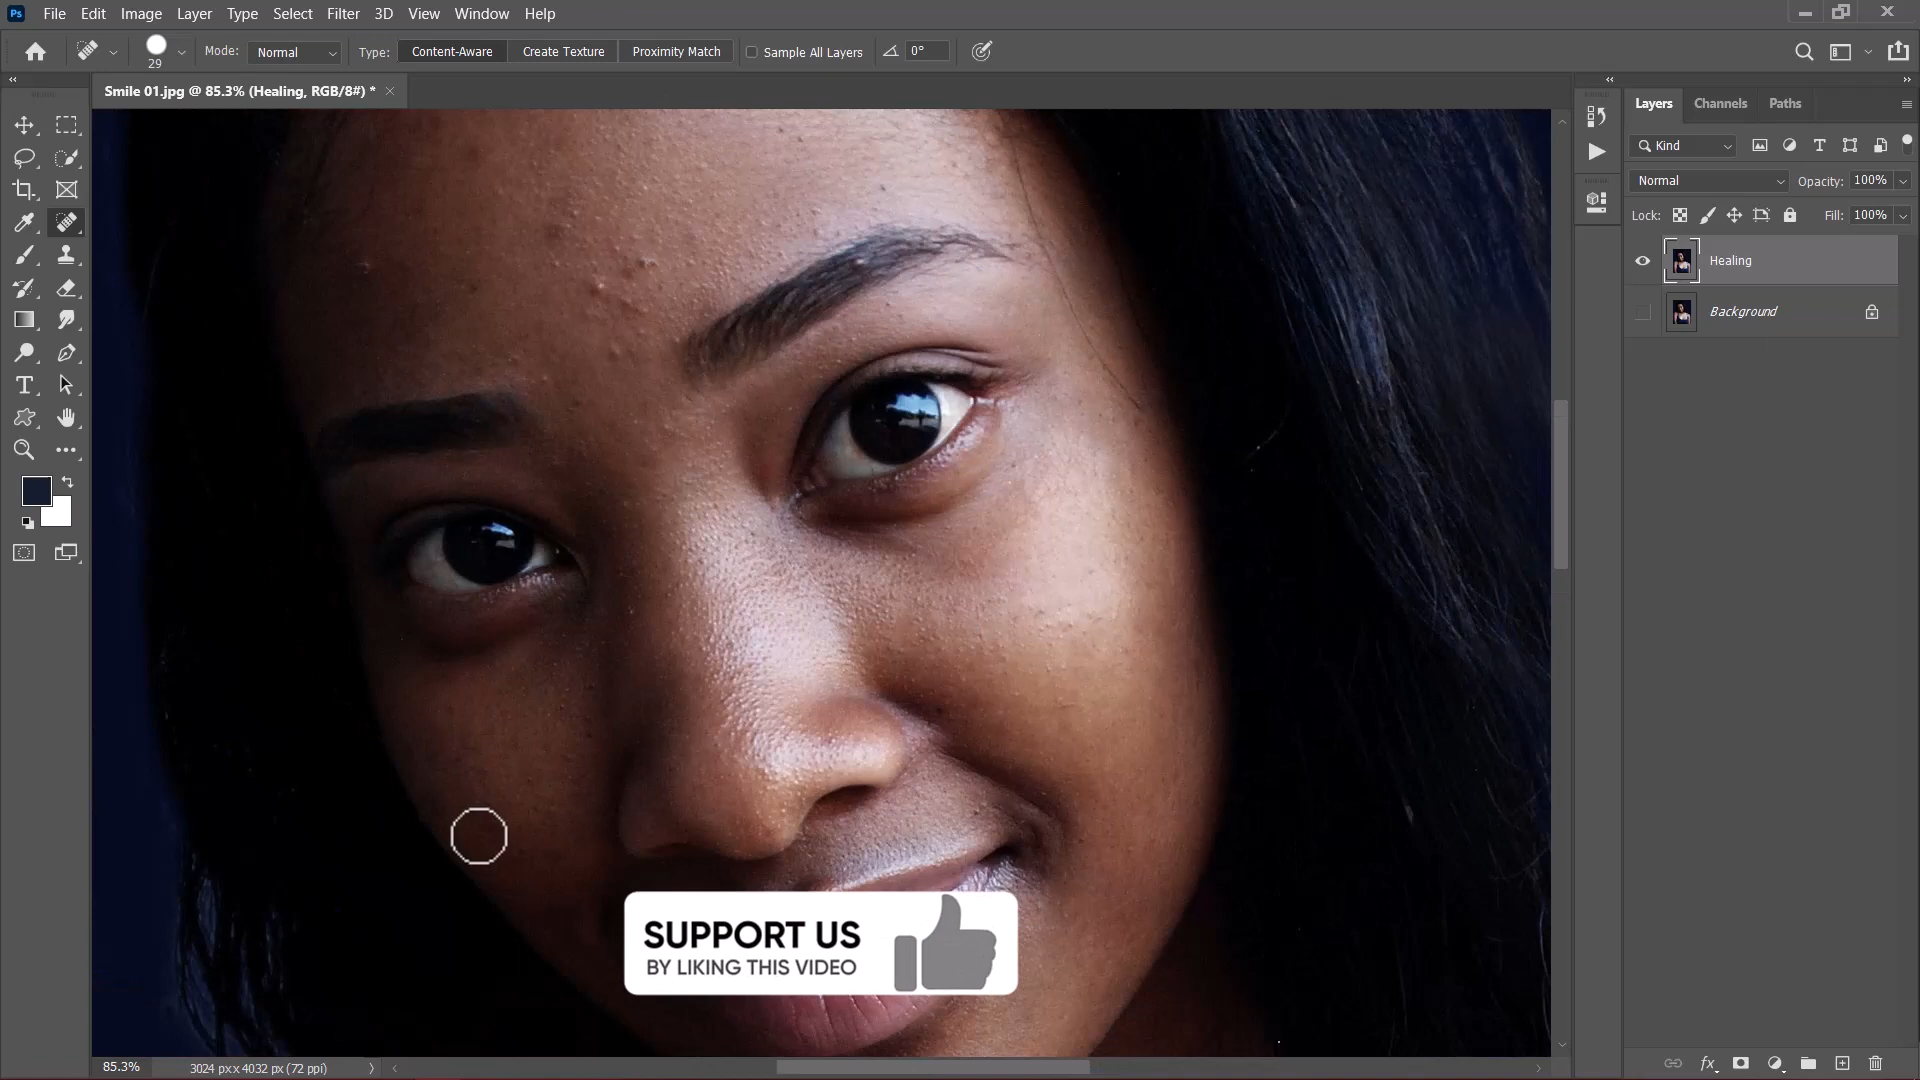 Ps File Edit Image Layer Type Select Filter 3D View Window Help
29 Mode: Normal Type: Content-Aware Create Texture Proximity Match Sample All Layers 0°
Smile 01.jpg @ 85.3% (Healing, RGB/8#) * ×
Layers Channels Paths
Kind
Normal Opacity: 100%
Lock: Fill: 100%
Healing
Background
SUPPORT US
BY LIKING THIS VIDEO
85.3% 3024 px x 4032 px (72 ppi)
fx